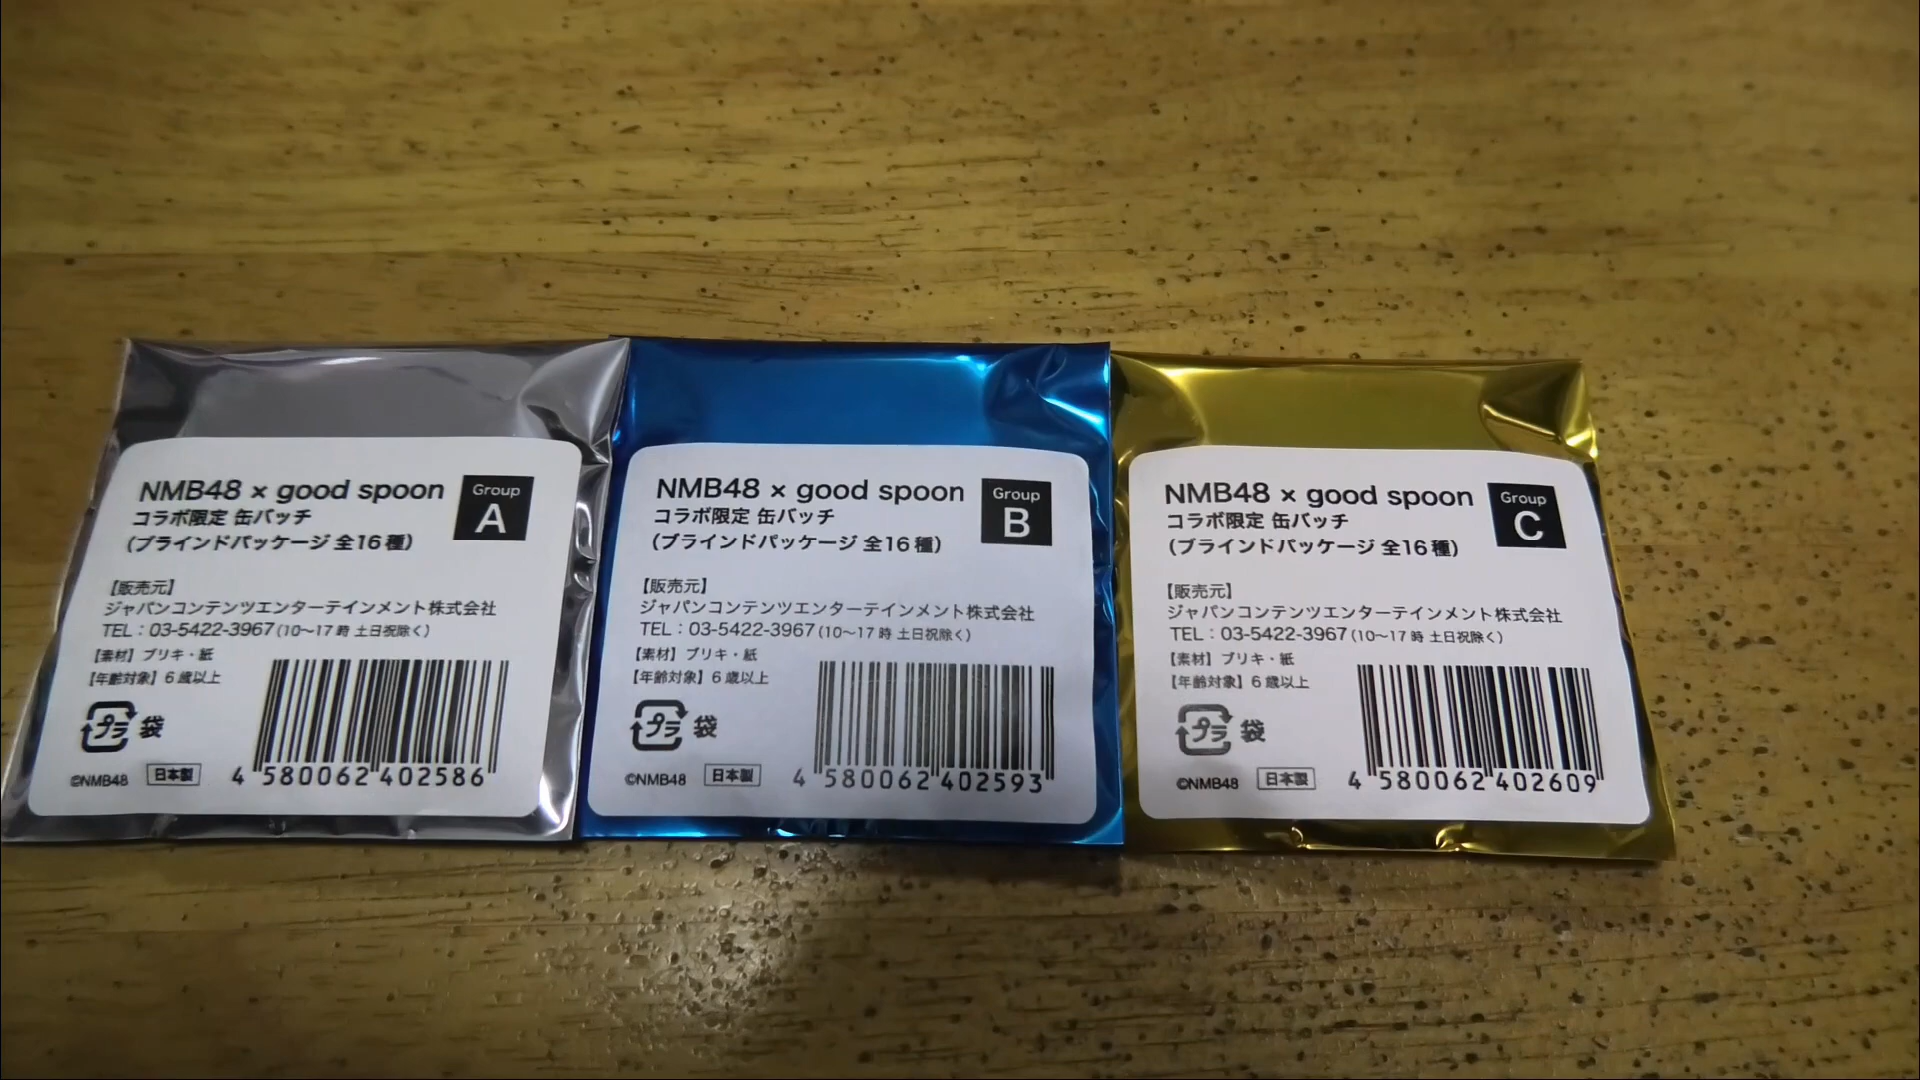 NMB48 × good spoon
Group
A
コラボ限定 缶バッチ
(ブラインドパッケージ 全16種)
【販売元】
ジャパンコンテンツエンターテインメント株式会社
TEL：03-5422-3967(10～17時 土日祝除く)
【素材】ブリキ・紙
【年齢対象】6歳以上
プラ 袋
©NMB48 日本製
4 580062 402586
NMB48 × good spoon
Group
B
コラボ限定 缶バッチ
(ブラインドパッケージ 全16種)
【販売元】
ジャパンコンテンツエンターテインメント株式会社
TEL：03-5422-3967(10～17時 土日祝除く)
【素材】ブリキ・紙
【年齢対象】6歳以上
プラ 袋
©NMB48 日本製
4 580062 402593
NMB48 × good spoon
Group
C
コラボ限定 缶バッチ
(ブラインドパッケージ 全16種)
【販売元】
ジャパンコンテンツエンターテインメント株式会社
TEL：03-5422-3967(10～17時 土日祝除く)
【素材】ブリキ・紙
【年齢対象】6歳以上
プラ 袋
©NMB48 日本製
4 580062 402609